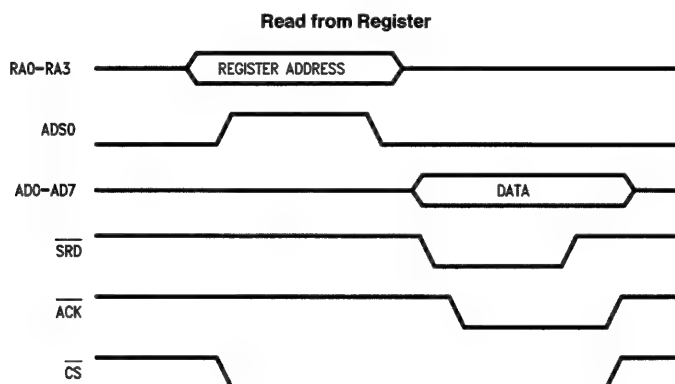 Read from Register
RA0–RA3
REGISTER ADDRESS
ADS0
AD0–AD7
DATA
SRD
ACK
CS